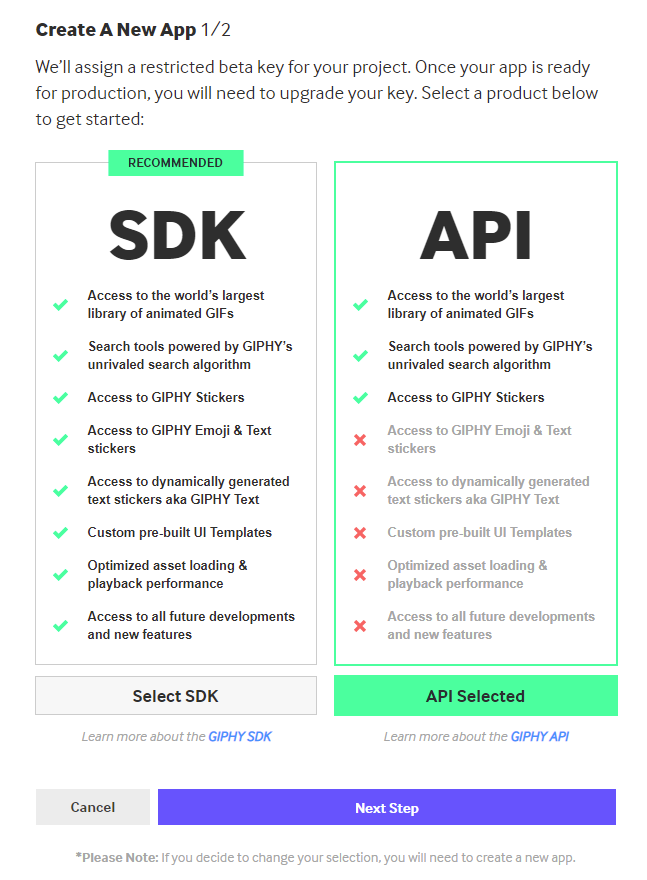 Create A New App 1/2
We’ll assign a restricted beta key for your project. Once your app is ready
for production, you will need to upgrade your key. Select a product below
to get started:
RECOMMENDED
SDK
Access to the world’s largest
library of animated GIFs
Search tools powered by GIPHY’s
unrivaled search algorithm
Access to GIPHY Stickers
Access to GIPHY Emoji & Text
stickers
Access to dynamically generated
text stickers aka GIPHY Text
Custom pre-built UI Templates
Optimized asset loading &
playback performance
Access to all future developments
and new features
Select SDK
Learn more about the GIPHY SDK
API
Access to the world’s largest
library of animated GIFs
Search tools powered by GIPHY’s
unrivaled search algorithm
Access to GIPHY Stickers
Access to GIPHY Emoji & Text
stickers
Access to dynamically generated
text stickers aka GIPHY Text
Custom pre-built UI Templates
Optimized asset loading &
playback performance
Access to all future developments
and new features
API Selected
Learn more about the GIPHY API
Cancel
Next Step
*Please Note: If you decide to change your selection, you will need to create a new app.